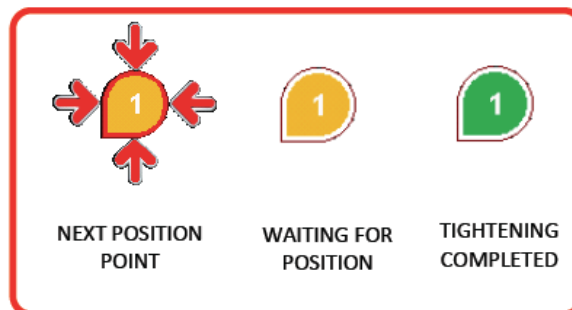 1 1 1
NEXT POSITION
POINT
WAITING FOR
POSITION
TIGHTENING
COMPLETED